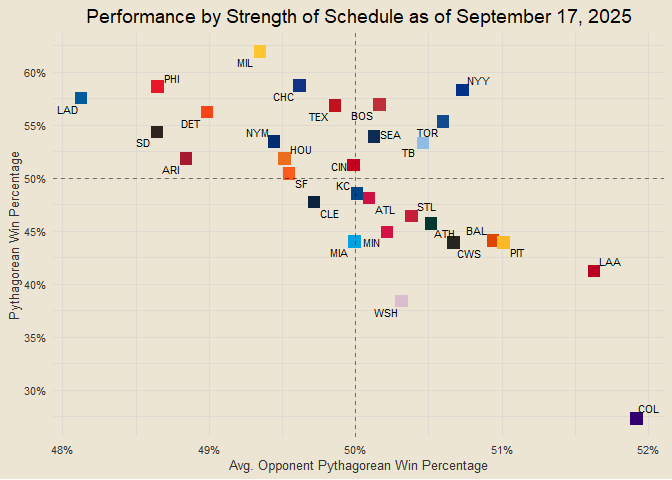 Performance by Strength of Schedule as of September 17, 2025
MIL
60%
PHI
NYY
LAD
CHC
TEX
BOS
55%
DET
TOR
SD
NYM
SEA
TB
HOU
ARI
CIN
50%
SF
KC
CLE
ATL
STL
45%
ATH
BAL
MIA
MIN
CWS
PIT
LAA
40%
WSH
35%
30%
COL
48%
49%
50%
51%
52%
Avg. Opponent Pythagorean Win Percentage
Pythagorean Win Percentage